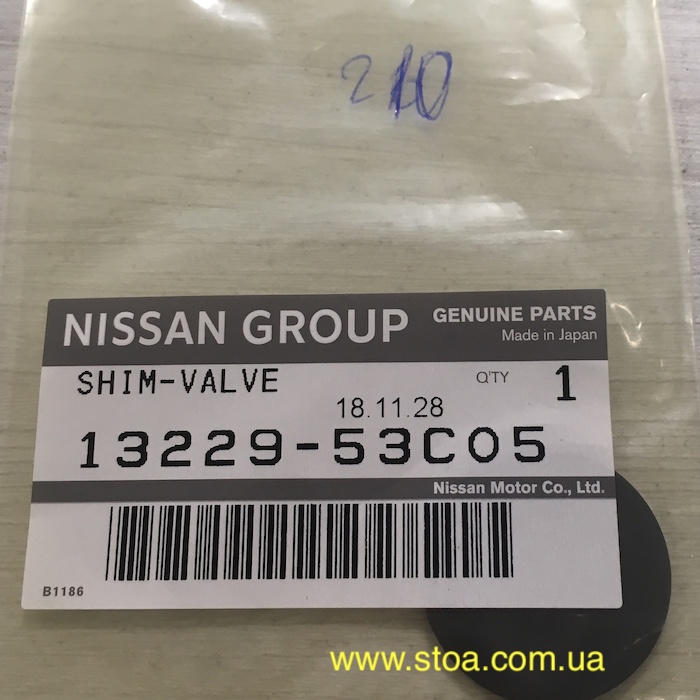 210
NISSAN GROUP GENUINE PARTS
Made in Japan
SHIM-VALVE Q'TY 1
18.11.28
13229-53C05
Nissan Motor Co., Ltd.
B1186
www.stoa.com.ua